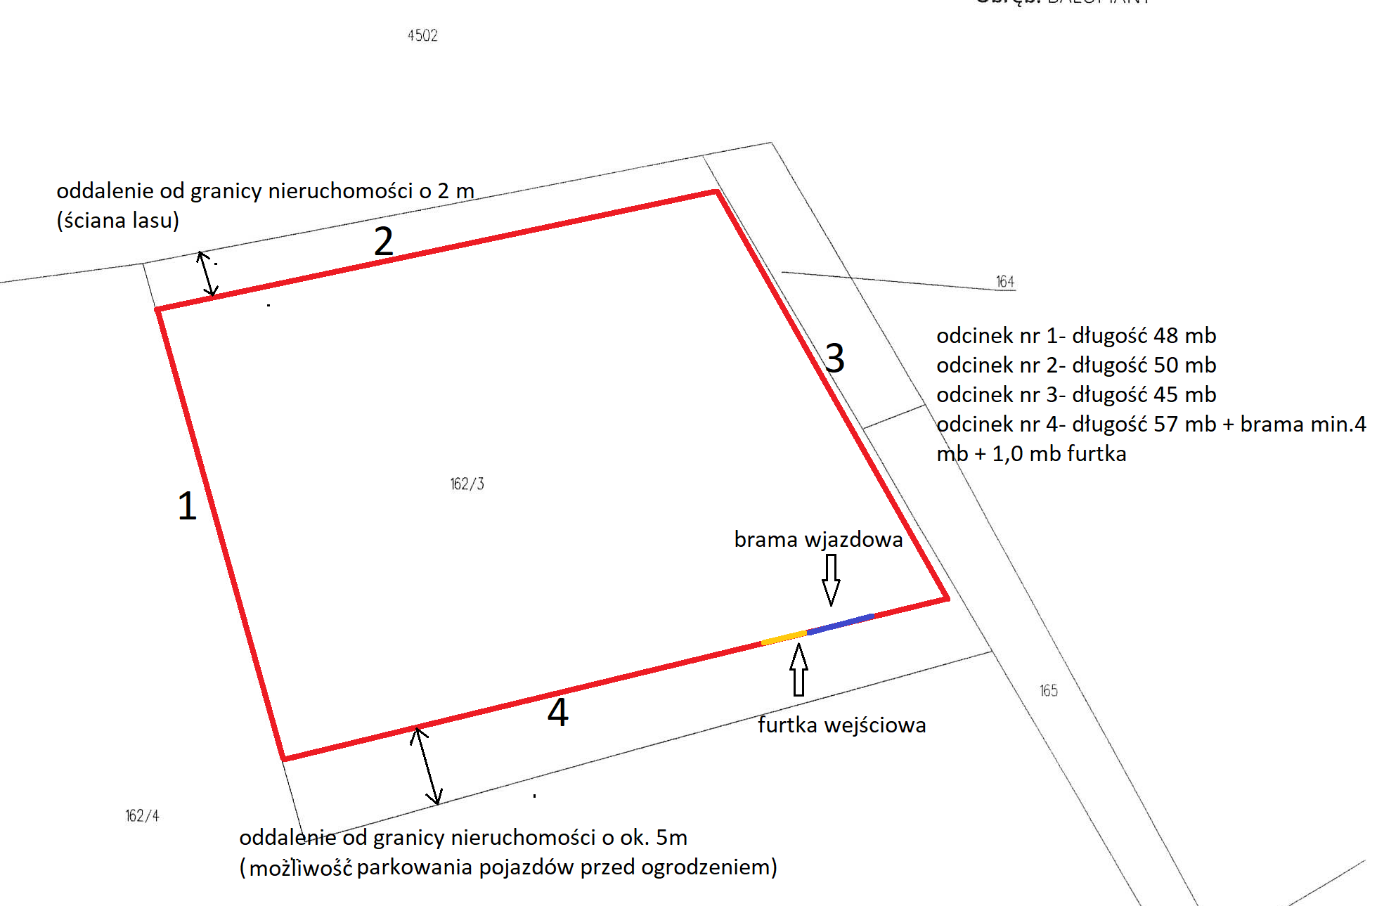 4502
oddalenie od granicy nieruchomości o 2 m
(ściana lasu)
2
164
3
odcinek nr 1- długość 48 mb
odcinek nr 2- długość 50 mb
odcinek nr 3- długość 45 mb
odcinek nr 4- długość 57 mb + brama min.4
mb + 1,0 mb furtka
162/3
1
brama wjazdowa
165
4
furtka wejściowa
162/4
oddalenie od granicy nieruchomości o ok. 5m
(możliwość parkowania pojazdów przed ogrodzeniem)